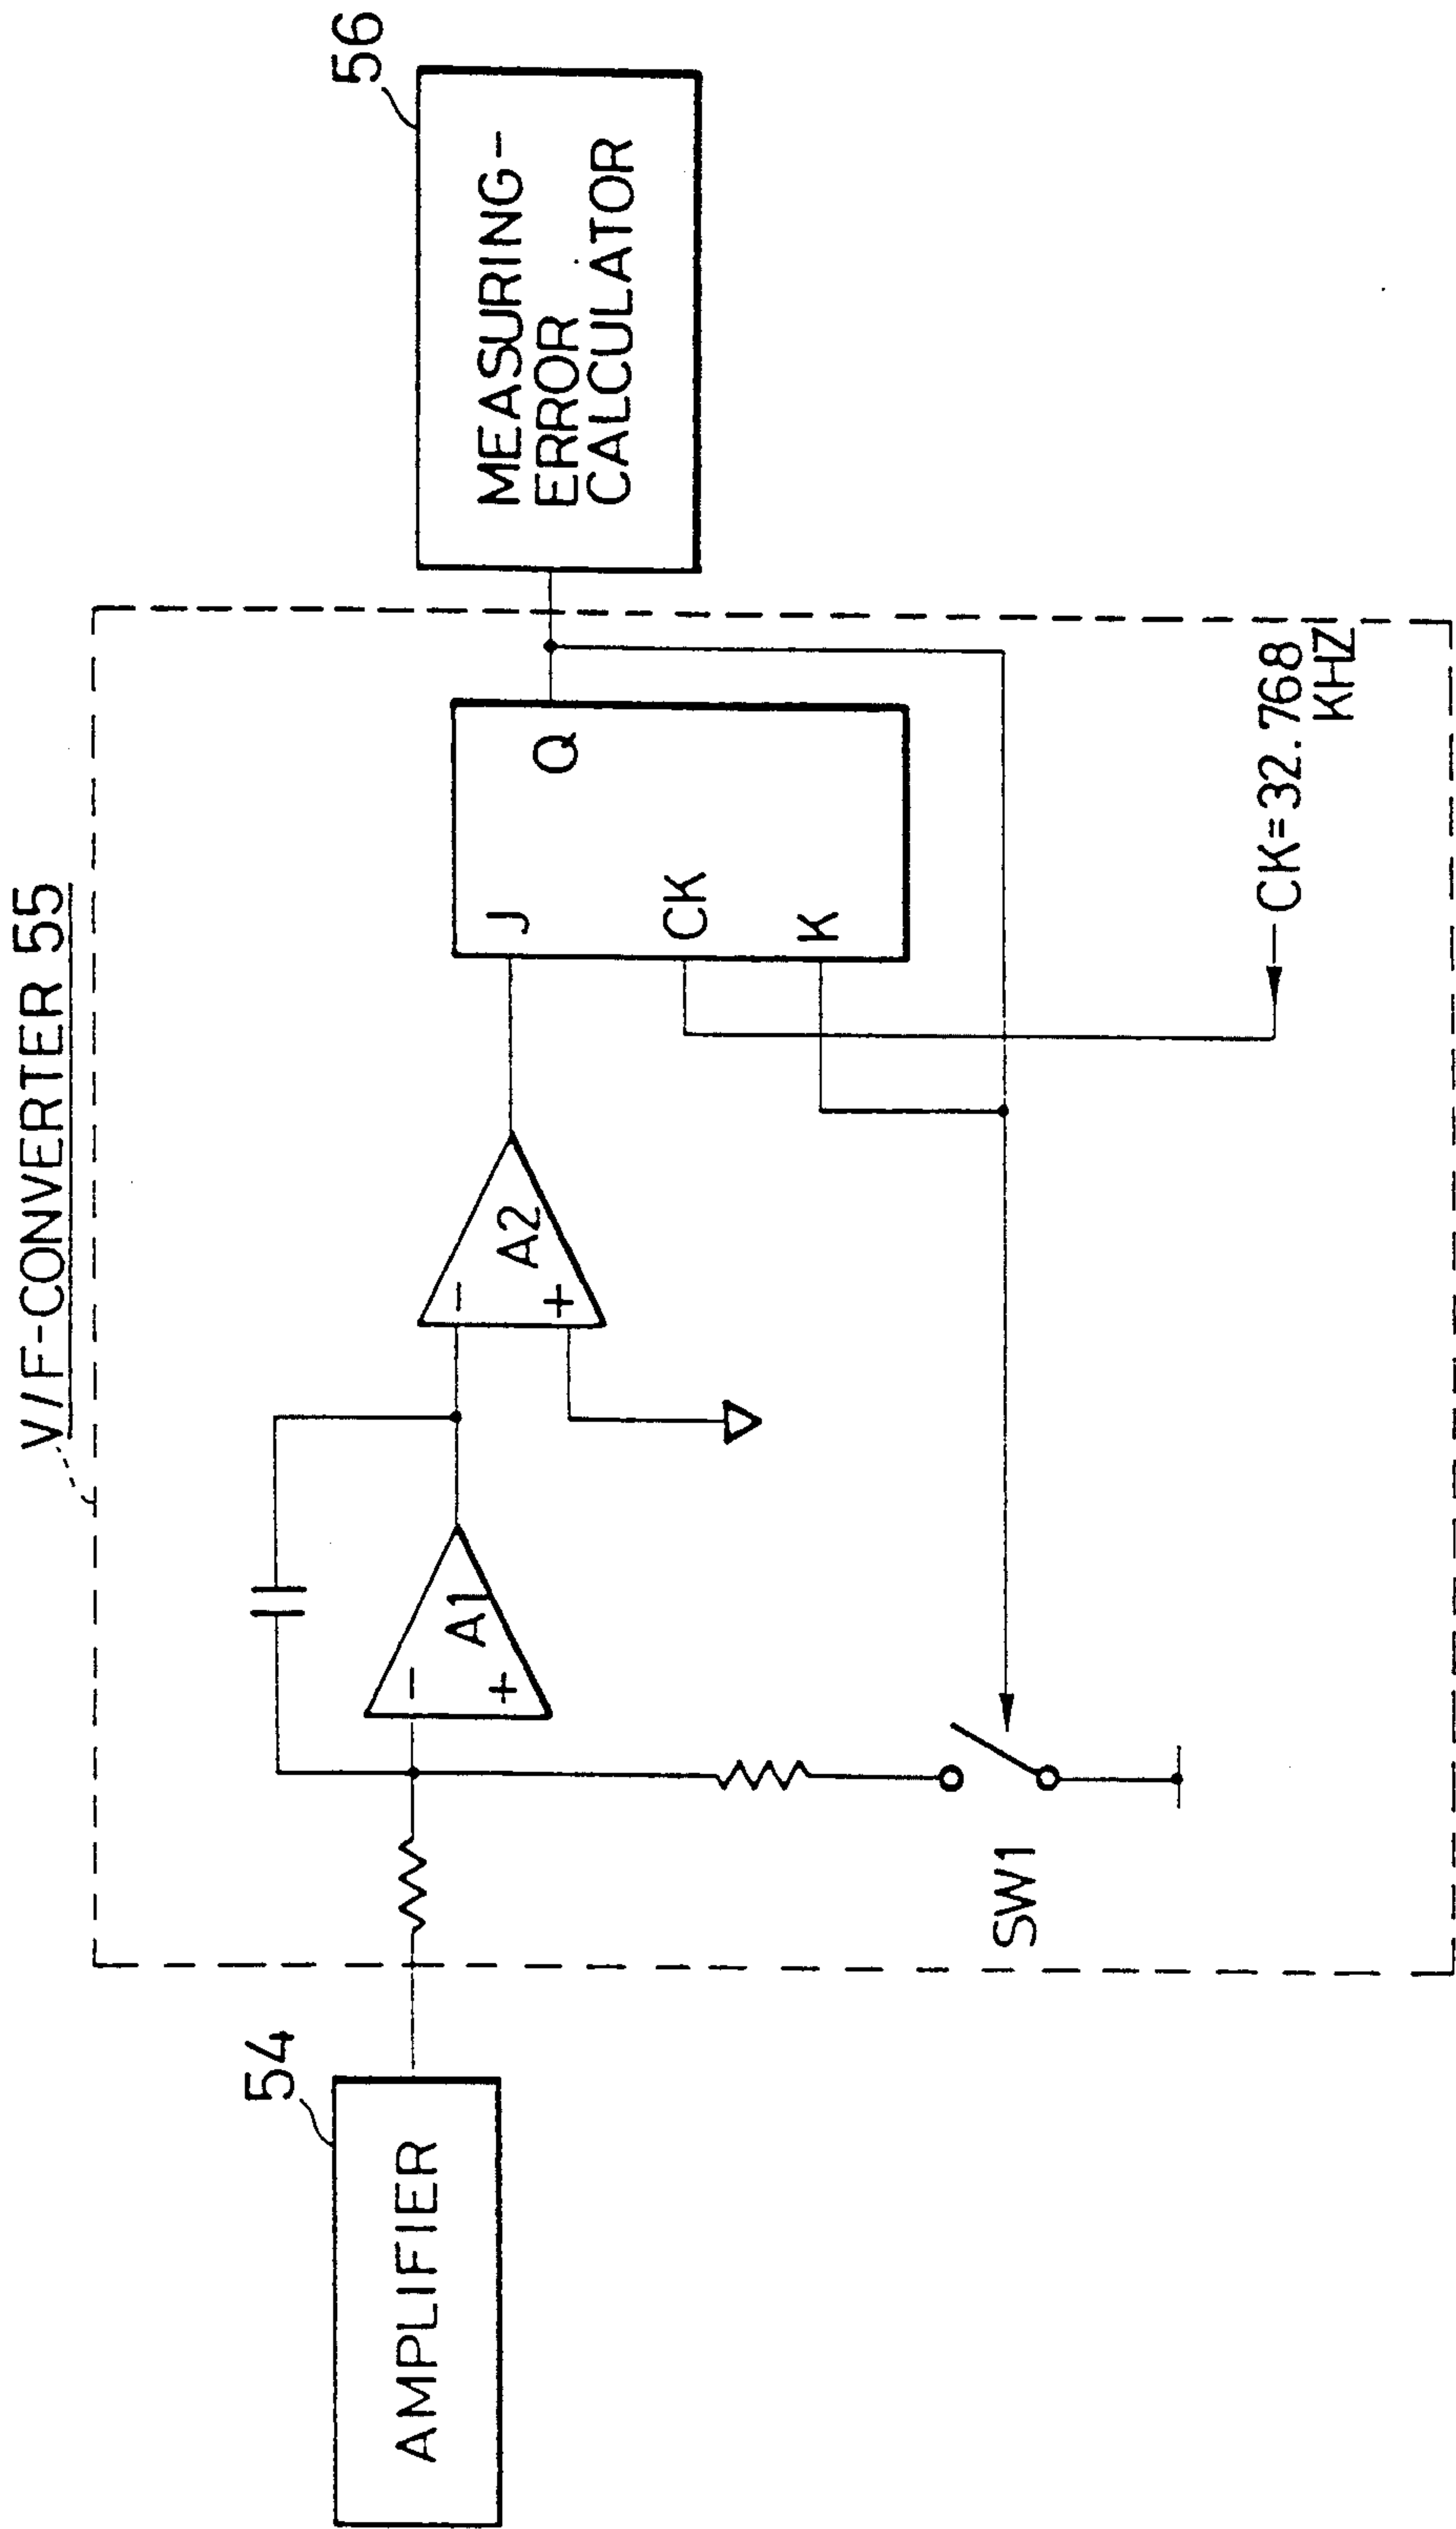 V/F-CONVERTER 55
54
AMPLIFIER
A1
-
+
SW1
A2
-
+
J
CK
K
Q
CK=32.768
KHZ
56
MEASURING-
ERROR
CALCULATOR